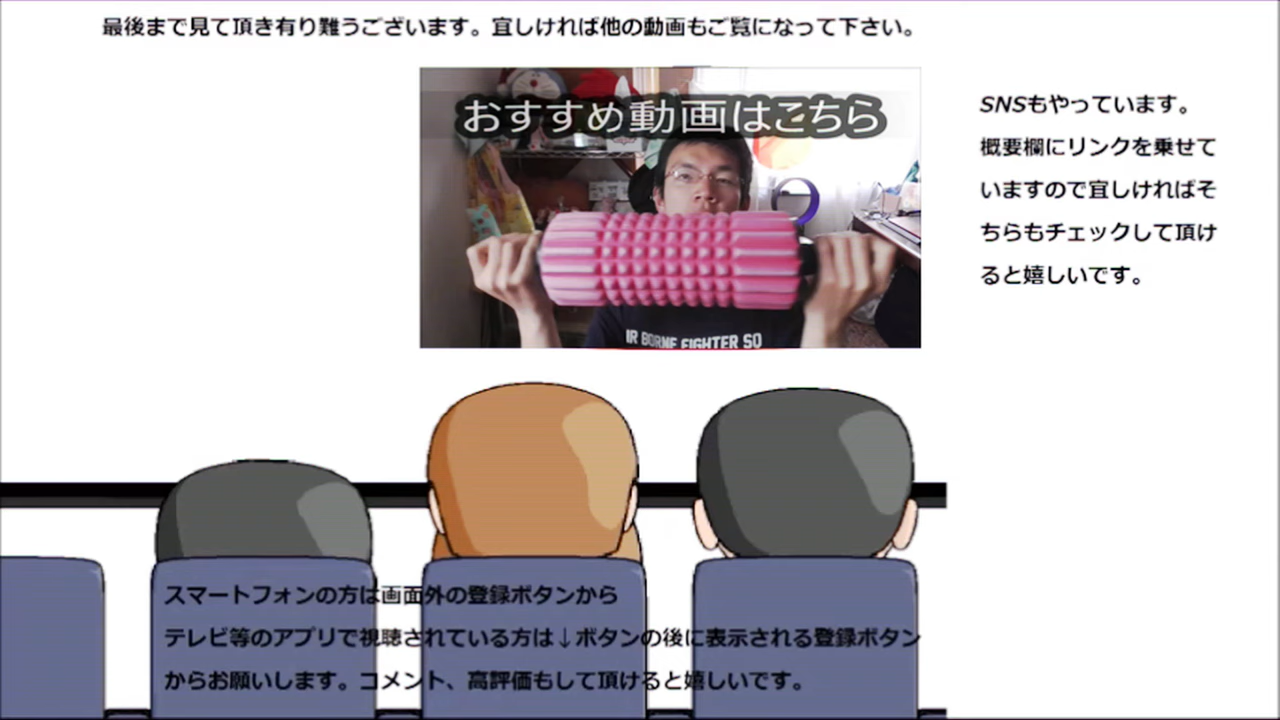 最後まで見て頂き有り難うございます。宜しければ他の動画もご覧になって下さい。
おすすめ動画はこちら
SNSもやっています。
概要欄にリンクを乗せて
いますので宜しければそ
ちらもチェックして頂け
ると嬉しいです。
IR BORNE FIGHTER SQ
スマートフォンの方は画面外の登録ボタンから
テレビ等のアプリで視聴されている方は↓ボタンの後に表示される登録ボタン
からお願いします。コメント、高評価もして頂けると嬉しいです。